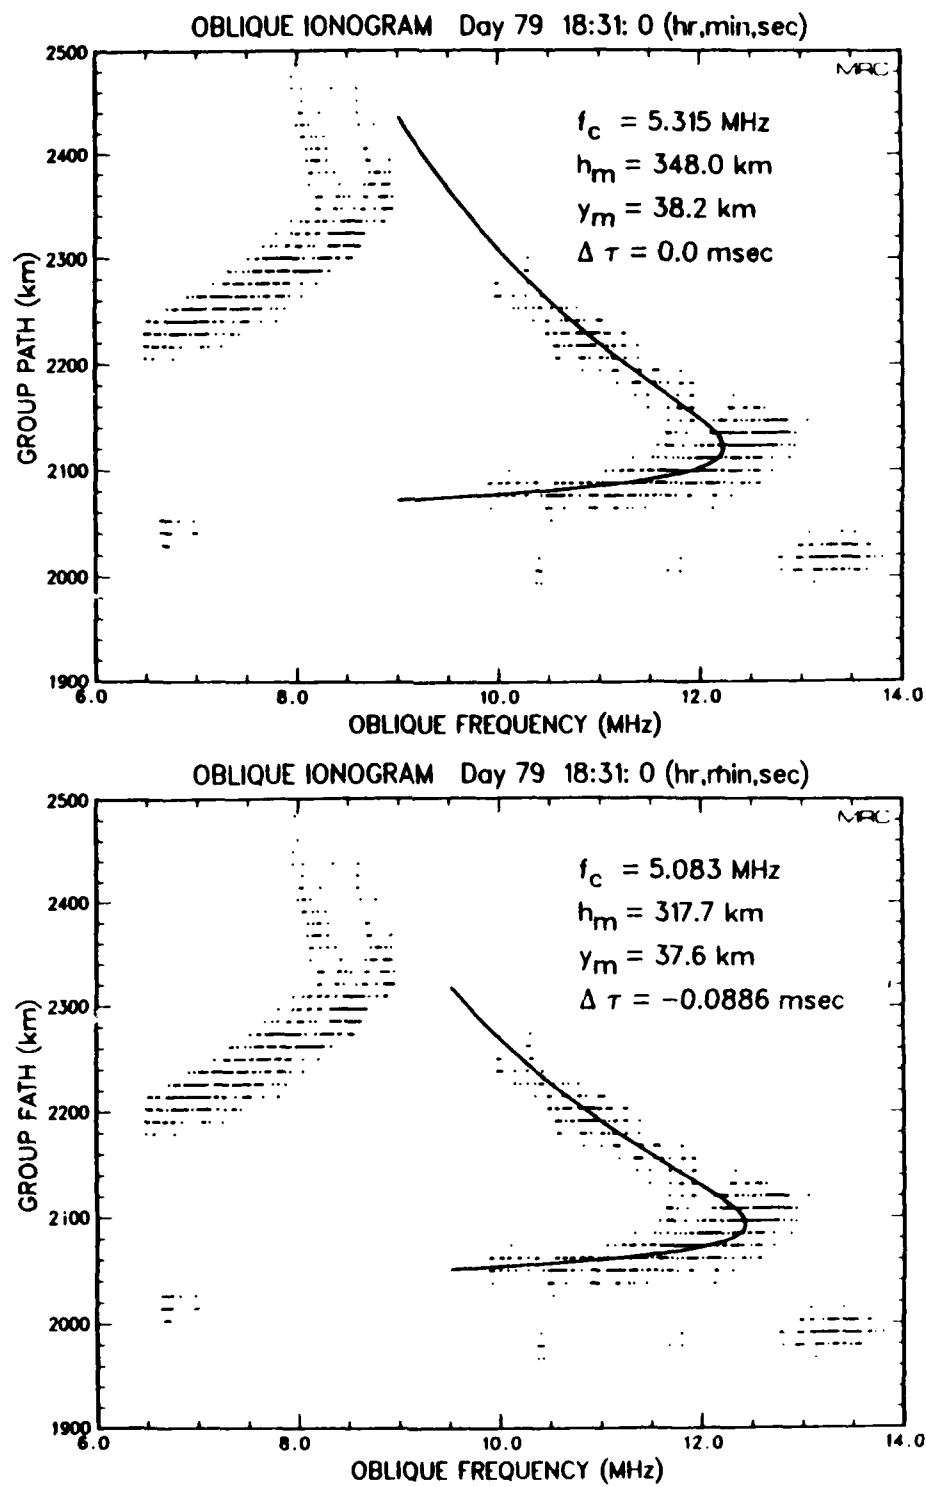 OBLIQUE IONOGRAM Day 79 18:31: 0 (hr,min,sec)
MRC
f_c = 5.315 MHz
h_m = 348.0 km
y_m = 38.2 km
Δ τ = 0.0 msec
GROUP PATH (km)
2500
2400
2300
2200
2100
2000
1900
6.0 8.0 10.0 12.0 14.0
OBLIQUE FREQUENCY (MHz)
OBLIQUE IONOGRAM Day 79 18:31: 0 (hr,min,sec)
MRC
f_c = 5.083 MHz
h_m = 317.7 km
y_m = 37.6 km
Δ τ = -0.0886 msec
GROUP FATH (km)
2500
2400
2300
2200
2100
2000
1900
6.0 8.0 10.0 12.0 14.0
OBLIQUE FREQUENCY (MHz)